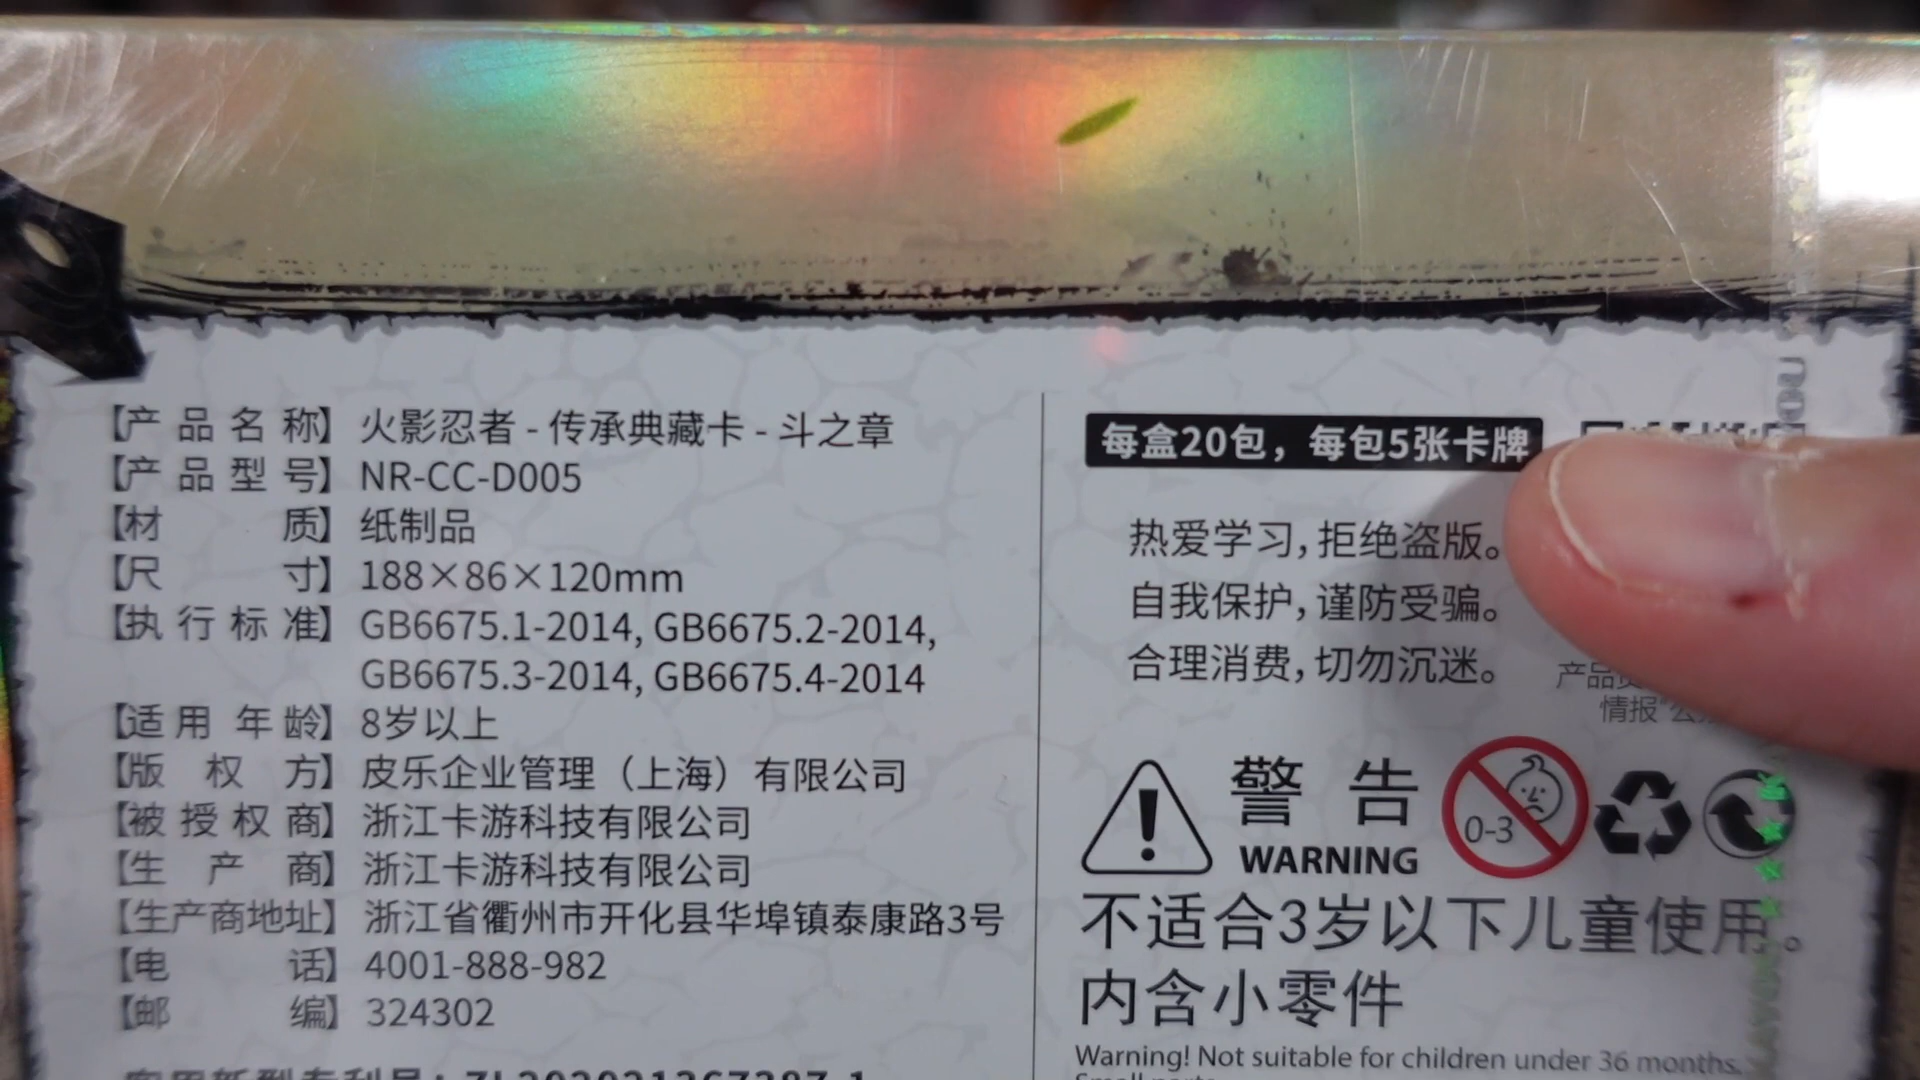 【产品名称】火影忍者 - 传承典藏卡 - 斗之章
【产品型号】NR-CC-D005
【材 质】纸制品
【尺 寸】188×86×120mm
【执行标准】GB6675.1-2014, GB6675.2-2014,
GB6675.3-2014, GB6675.4-2014
【适用年龄】8岁以上
【版 权 方】皮乐企业管理（上海）有限公司
【被授权商】浙江卡游科技有限公司
【生 产 商】浙江卡游科技有限公司
【生产商地址】浙江省衢州市开化县华埠镇泰康路3号
【电 话】4001-888-982
【邮 编】324302
每盒20包，每包5张卡牌
热爱学习，拒绝盗版。
自我保护，谨防受骗。
合理消费，切勿沉迷。
产品
情报
警 告
WARNING
0-3
不适合3岁以下儿童使用。
内含小零件
Warning! Not suitable for children under 36 months.